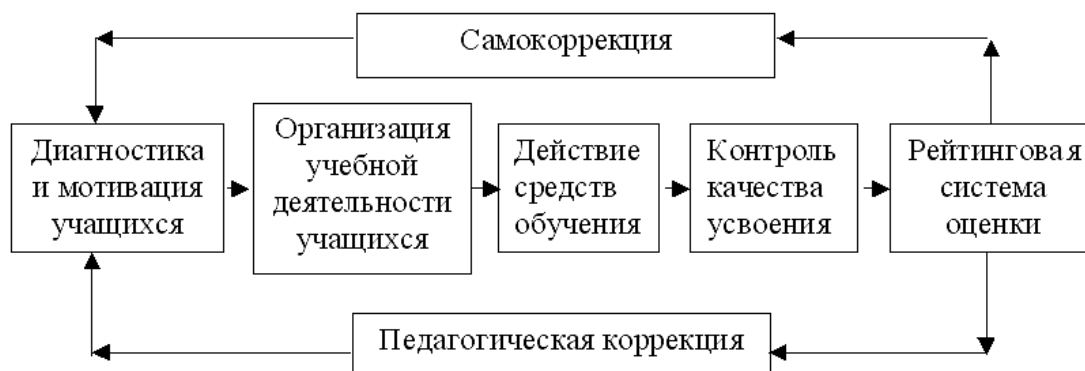 Самокоррекция
Диагностика
и мотивация
учащихся
Организация
учебной
деятельности
учащихся
Действие
средств
обучения
Контроль
качества
усвоения
Рейтинговая
система
оценки
Педагогическая коррекция